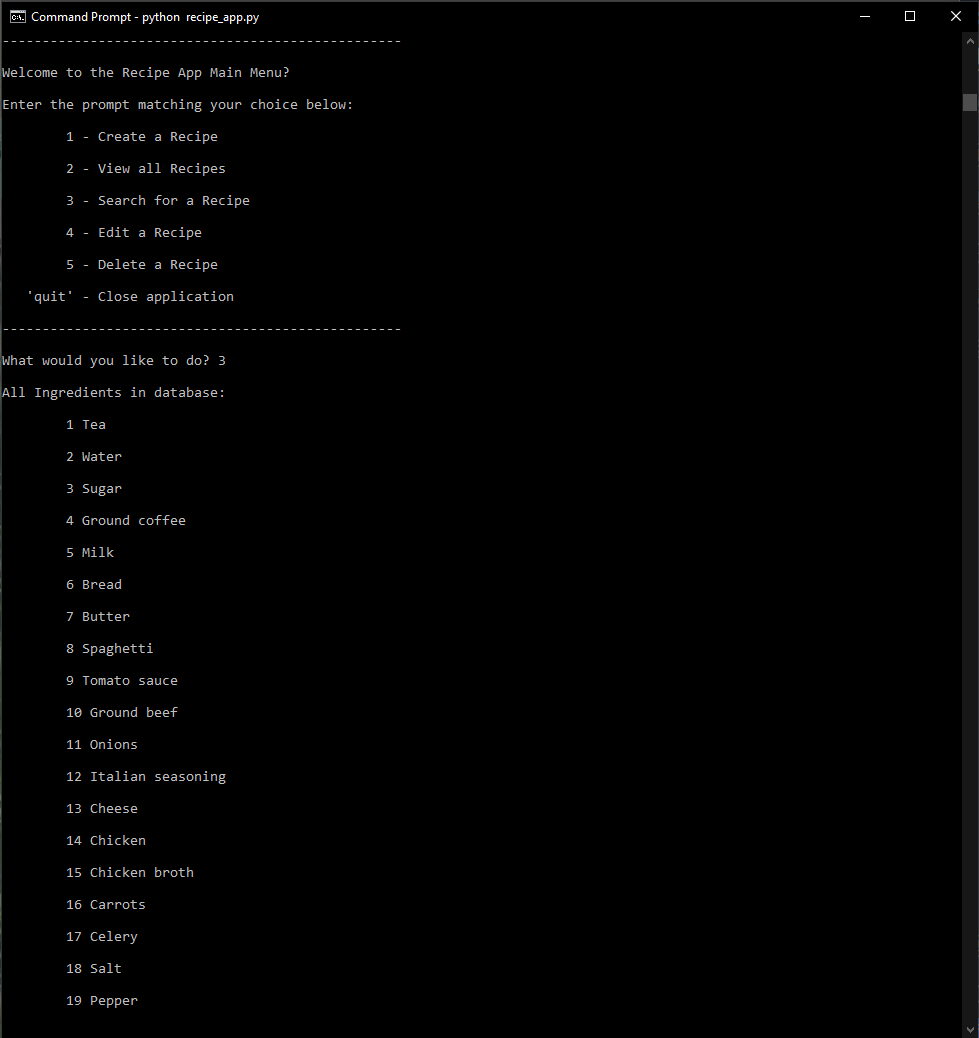 Command Prompt - python recipe_app.py
--------------------------------------------------
Welcome to the Recipe App Main Menu?
Enter the prompt matching your choice below:
1 - Create a Recipe
2 - View all Recipes
3 - Search for a Recipe
4 - Edit a Recipe
5 - Delete a Recipe
'quit' - Close application
--------------------------------------------------
What would you like to do? 3
All Ingredients in database:
1 Tea
2 Water
3 Sugar
4 Ground coffee
5 Milk
6 Bread
7 Butter
8 Spaghetti
9 Tomato sauce
10 Ground beef
11 Onions
12 Italian seasoning
13 Cheese
14 Chicken
15 Chicken broth
16 Carrots
17 Celery
18 Salt
19 Pepper